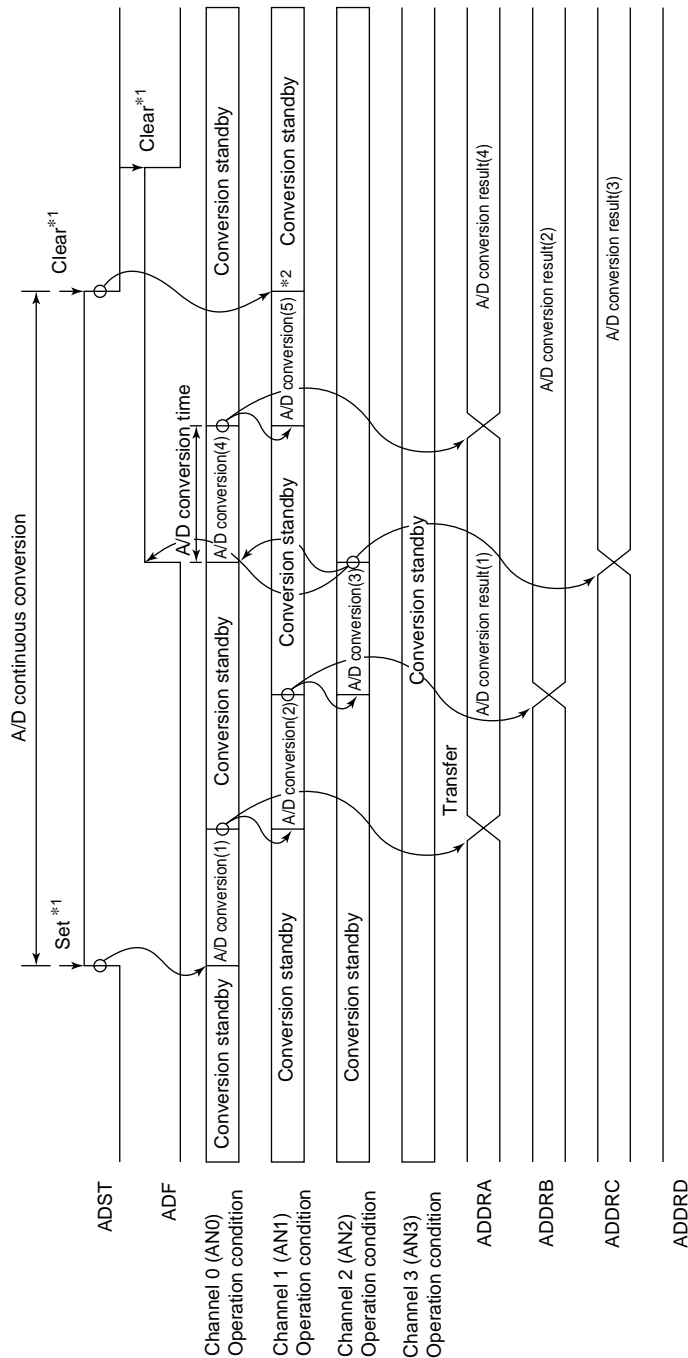 A/D continuous conversion
Set *1
Clear*1
Clear*1
ADST
ADF
A/D conversion time
Channel 0 (AN0)
Operation condition
Conversion standby
A/D conversion(1)
Conversion standby
A/D conversion(4)
Conversion standby
Channel 1 (AN1)
Operation condition
Conversion standby
A/D conversion(2)
Conversion standby
A/D conversion(5)
*2
Conversion standby
Channel 2 (AN2)
Operation condition
Conversion standby
A/D conversion(3)
Channel 3 (AN3)
Operation condition
Conversion standby
Transfer
ADDRA
A/D conversion result(1)
A/D conversion result(4)
ADDRB
A/D conversion result(2)
ADDRC
A/D conversion result(3)
ADDRD